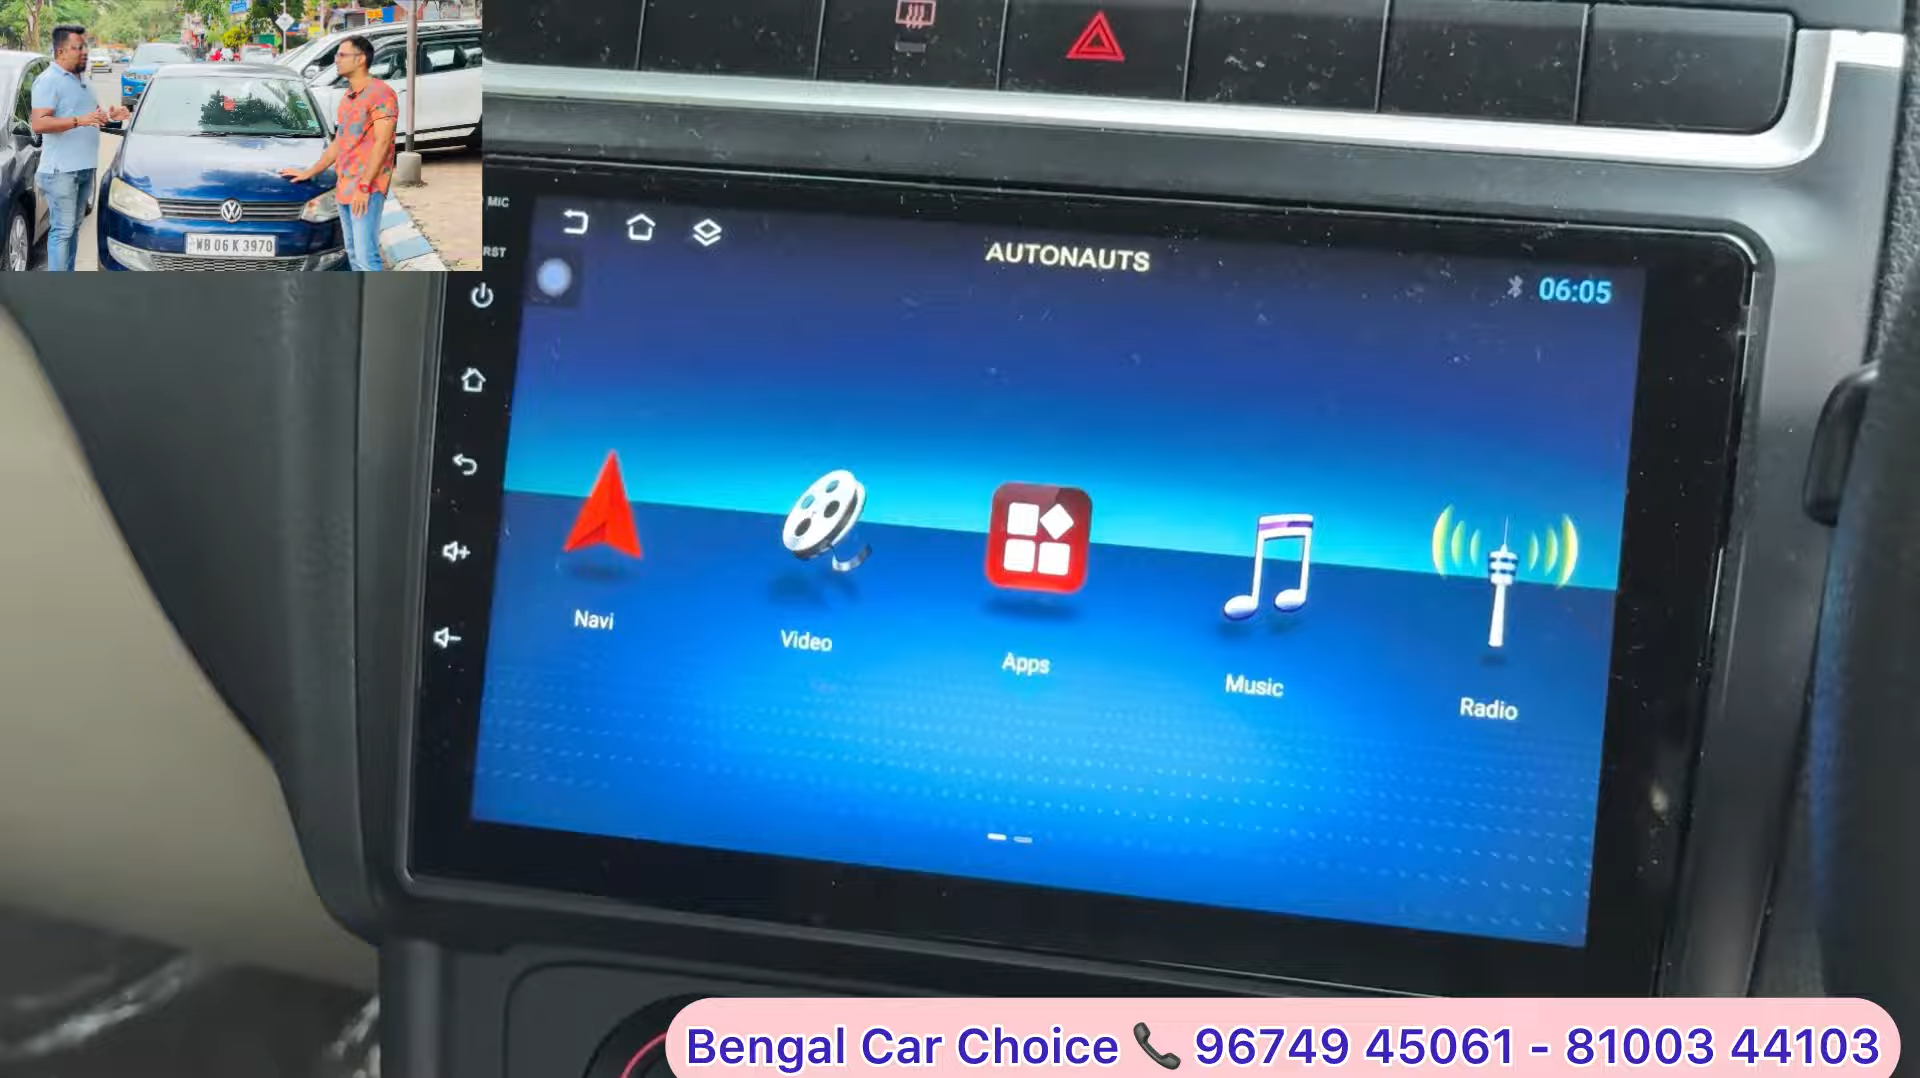 WB 06 K 3970
MIC
RST
AUTONAUTS
06:05
Navi
Video
Apps
Music
Radio
Bengal Car Choice 📞 96749 45061 - 81003 44103